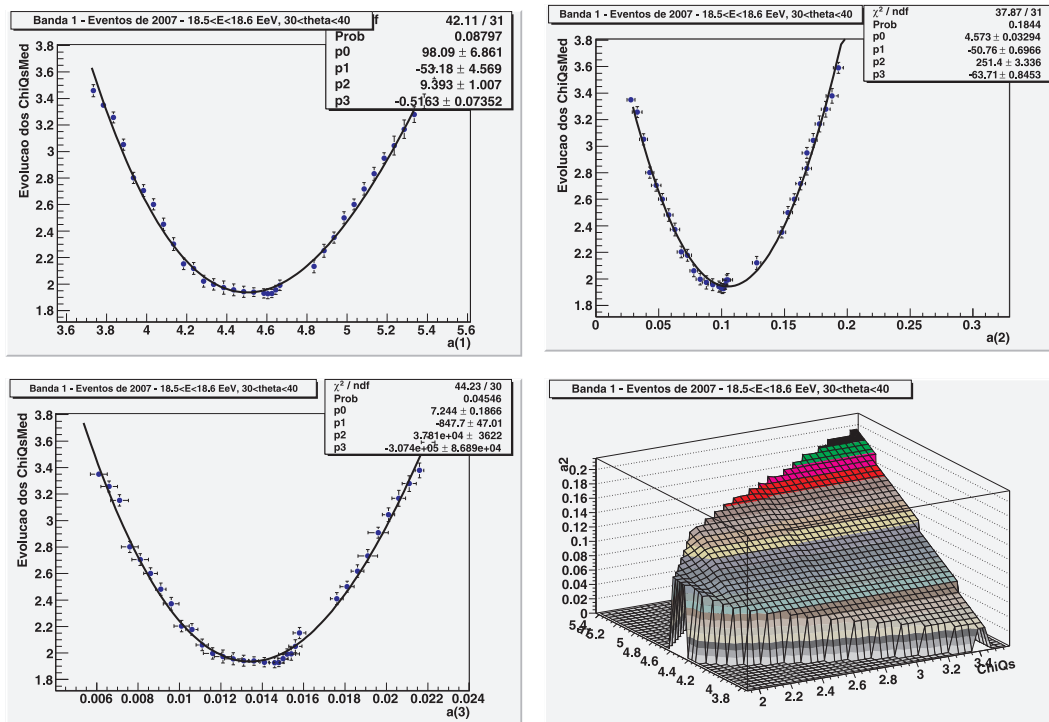 Banda 1 - Eventos de 2007 - 18.5<E<18.6 EeV, 30<theta<40
42.11 / 31
Prob 0.08797
p0 98.09 ± 6.861
p1 -53.18 ± 4.569
p2 9.393 ± 1.007
p3 -0.5163 ± 0.07352
Evolucao dos ChiQsMed
3.8
3.6
3.4
3.2
3
2.8
2.6
2.4
2.2
2
1.8
3.6 3.8 4 4.2 4.4 4.6 4.8 5 5.2 5.4 5.6
a(1)
Banda 1 - Eventos de 2007 - 18.5<E<18.6 EeV, 30<theta<40
χ² / ndf 37.87 / 31
Prob 0.1844
p0 4.573 ± 0.03294
p1 -50.76 ± 0.6966
p2 251.4 ± 3.336
p3 -63.71 ± 0.8453
Evolucao dos ChiQsMed
3.8
3.6
3.4
3.2
3
2.8
2.6
2.4
2.2
2
1.8
0 0.05 0.1 0.15 0.2 0.25 0.3
a(2)
Banda 1 - Eventos de 2007 - 18.5<E<18.6 EeV, 30<theta<40
χ² / ndf 44.23 / 30
Prob 0.04546
p0 7.244 ± 0.1866
p1 -847.7 ± 47.01
p2 3.781e+04 ± 3622
p3 -3.074e+05 ± 8.689e+04
Evolucao dos ChiQsMed
3.8
3.6
3.4
3.2
3
2.8
2.6
2.4
2.2
2
1.8
0.006 0.008 0.01 0.012 0.014 0.016 0.018 0.02 0.022 0.024
a(3)
Banda 1 - Eventos de 2007 - 18.5<E<18.6 EeV, 30<theta<40
a2
0.2
0.18
0.16
0.14
0.12
0.1
0.08
0.06
0.04
0.02
0
5.4 5.2 5 4.8 4.6 4.4 4.2 4 3.8
2 2.2 2.4 2.6 2.8 3 3.2 3.4
ChiQs